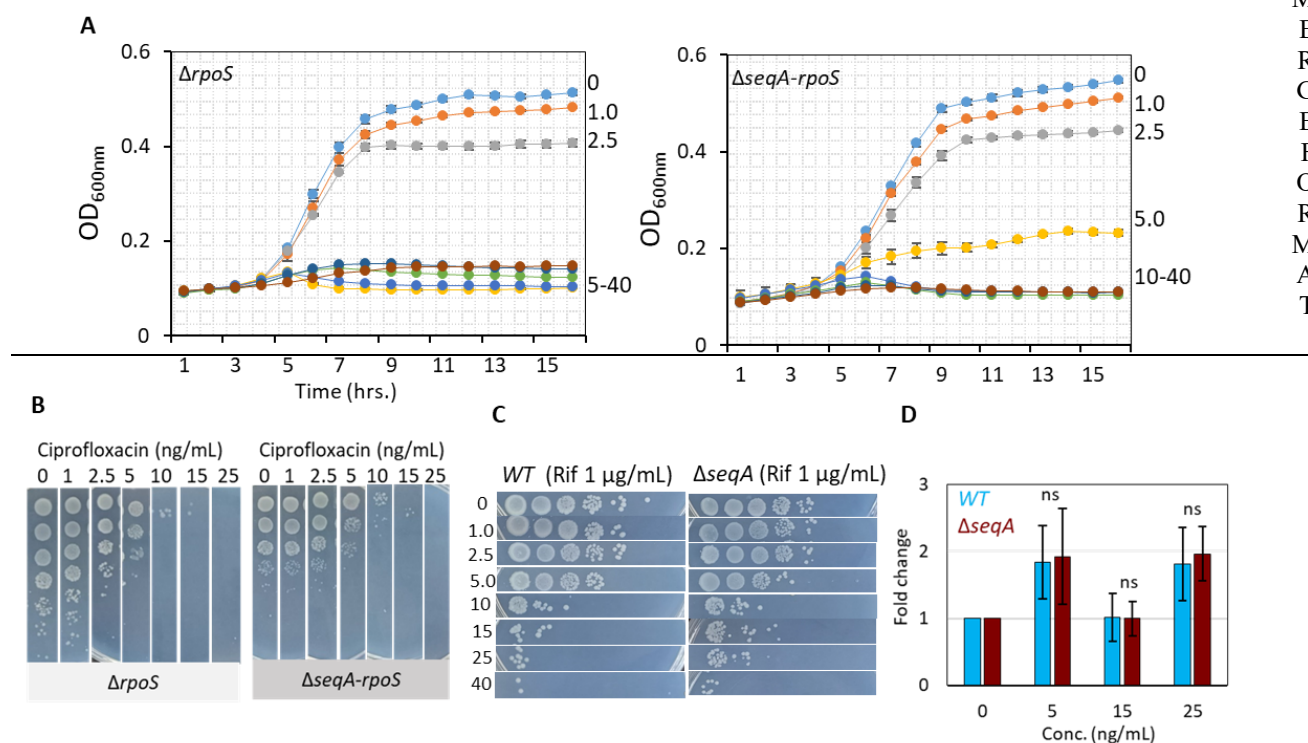 A
ΔrpoS
0.6
0.4
0.2
0
OD600nm
0
1.0
2.5
5-40
1 3 5 7 9 11 13 15
Time (hrs.)
ΔseqA-rpoS
0.6
0.4
0.2
0
OD600nm
0
1.0
2.5
5.0
10-40
1 3 5 7 9 11 13 15
E
R
M
T
B
Ciprofloxacin (ng/mL)
0 1 2.5 5 10 15 25
ΔrpoS
Ciprofloxacin (ng/mL)
0 1 2.5 5 10 15 25
ΔseqA-rpoS
C
WT (Rif 1 µg/mL) ΔseqA (Rif 1 µg/mL)
0
1.0
2.5
5.0
10
15
25
40
D
WT
ΔseqA
ns
ns
ns
3
2
1
0
Fold change
0 5 15 25
Conc. (ng/mL)